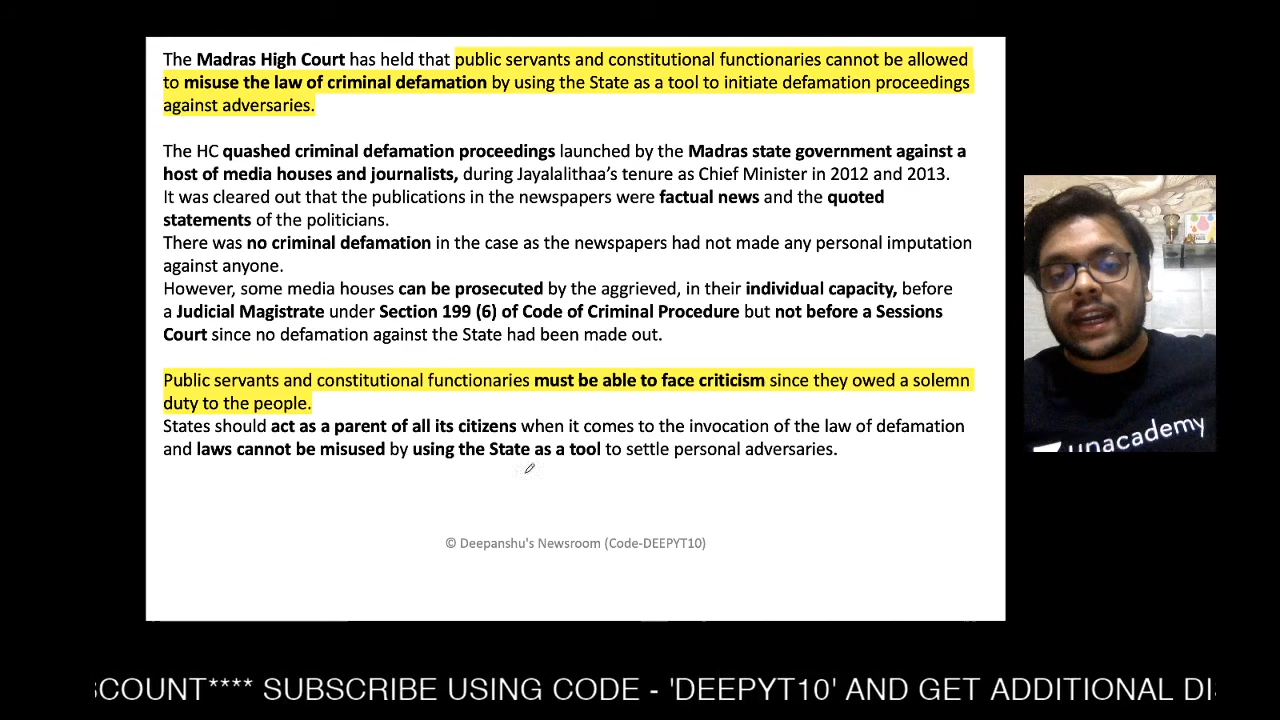 The Madras High Court has held that public servants and constitutional functionaries cannot be allowed
to misuse the law of criminal defamation by using the State as a tool to initiate defamation proceedings
against adversaries.
The HC quashed criminal defamation proceedings launched by the Madras state government against a
host of media houses and journalists, during Jayalalithaa’s tenure as Chief Minister in 2012 and 2013.
It was cleared out that the publications in the newspapers were factual news and the quoted
statements of the politicians.
There was no criminal defamation in the case as the newspapers had not made any personal imputation
against anyone.
However, some media houses can be prosecuted by the aggrieved, in their individual capacity, before
a Judicial Magistrate under Section 199 (6) of Code of Criminal Procedure but not before a Sessions
Court since no defamation against the State had been made out.
Public servants and constitutional functionaries must be able to face criticism since they owed a solemn
duty to the people.
States should act as a parent of all its citizens when it comes to the invocation of the law of defamation
and laws cannot be misused by using the State as a tool to settle personal adversaries.
© Deepanshu's Newsroom (Code-DEEPYT10)
unacademy
COUNT**** SUBSCRIBE USING CODE - 'DEEPYT10' AND GET ADDITIONAL DI